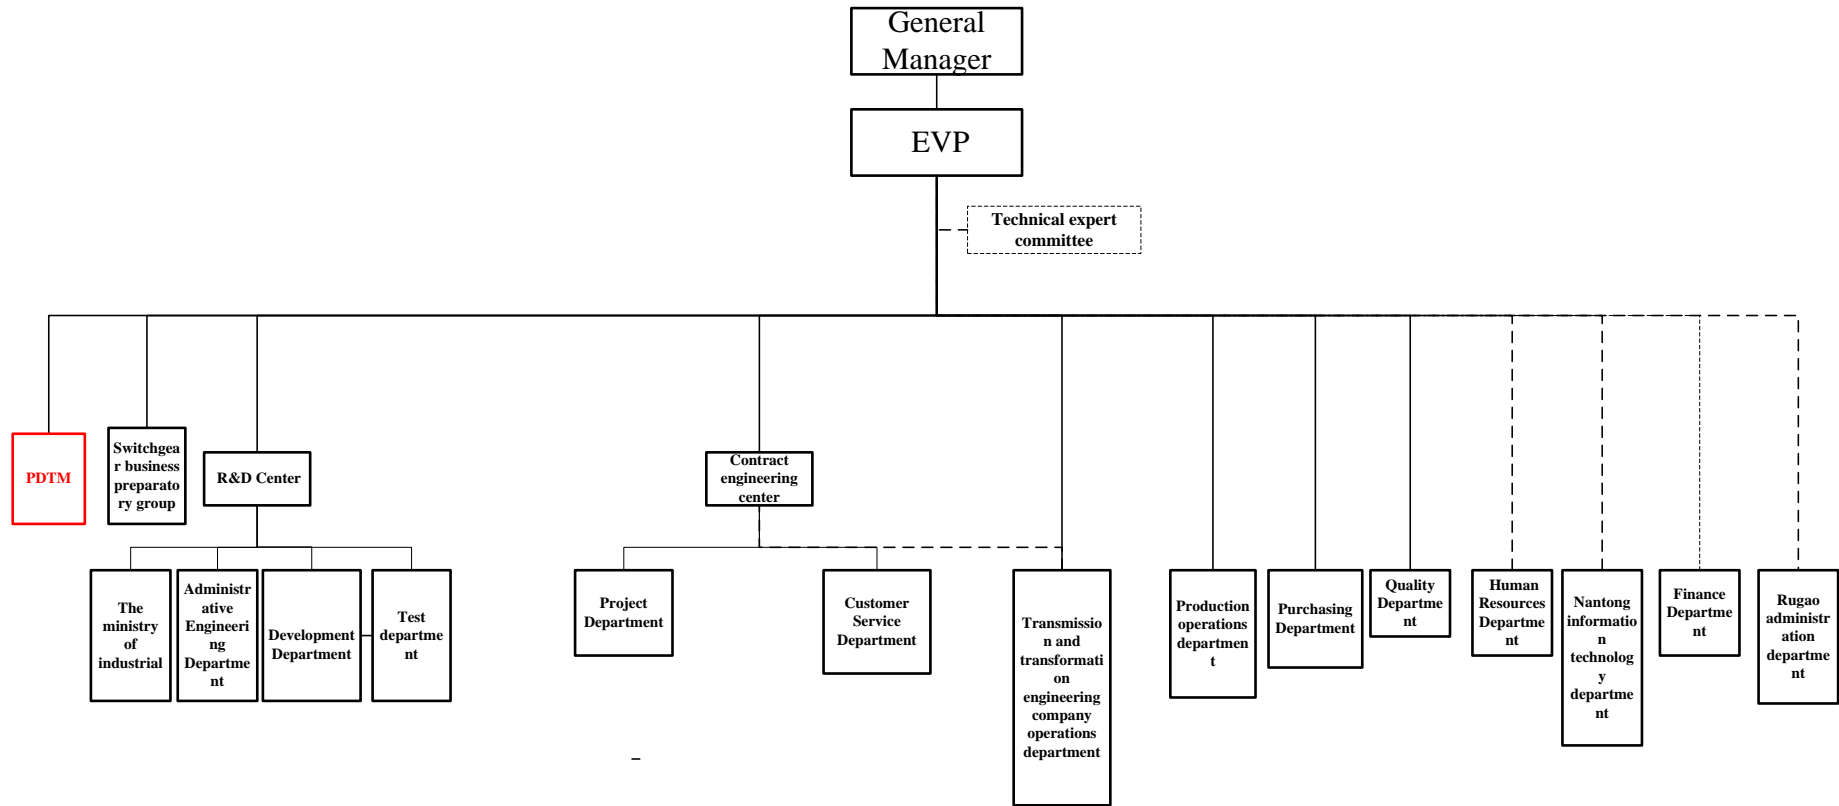 General
Manager
EVP
Technical expert
committee
PDTM
Switchgea
r business
preparato
ry group
R&D Center
Contract
engineering
center
The
ministry
of
industrial
Administr
ative
Engineeri
ng
Departme
nt
Development
Department
Test
departme
nt
Project
Department
Customer
Service
Department
Transmissio
n and
transformati
on
engineering
company
operations
department
Production
operations
departmen
t
Purchasing
Department
Quality
Departme
nt
Human
Resources
Departme
nt
Nantong
informatio
n
technolog
y
departme
nt
Finance
Departme
nt
Rugao
administr
ation
departme
nt